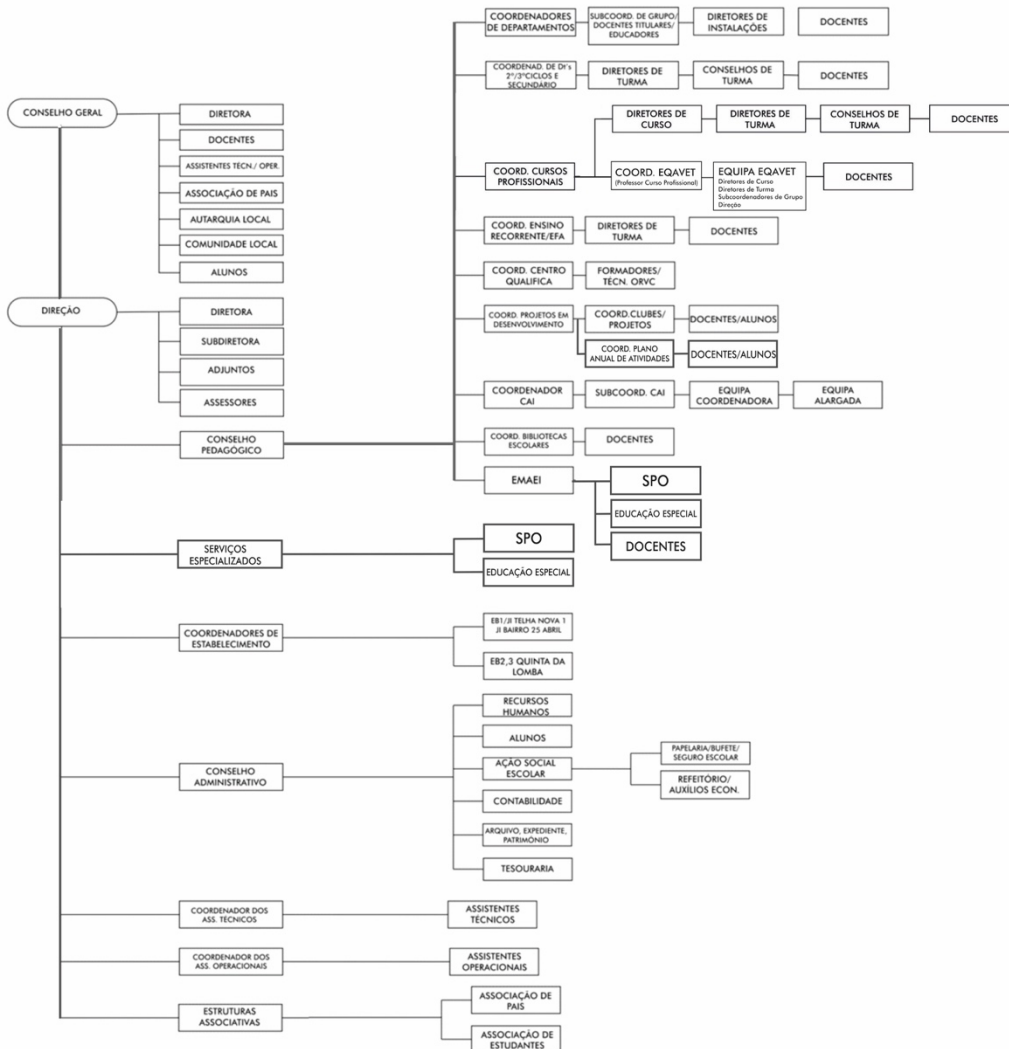 COORDENADORES
DE DEPARTAMENTOS
SUBCOORD. DE GRUPO/
DOCENTES TITULARES/
EDUCADORES
DIRETORES DE
INSTALAÇÕES
DOCENTES
COORDENAD. DE Dt's
2º/3ºCICLOS E
SECUNDÁRIO
DIRETORES DE
TURMA
CONSELHOS DE
TURMA
DOCENTES
CONSELHO GERAL
DIRETORA
DOCENTES
ASSISTENTES TÉCN./ OPER.
ASSOCIAÇÃO DE PAIS
AUTARQUIA LOCAL
COMUNIDADE LOCAL
ALUNOS
DIRETORES DE
CURSO
DIRETORES DE
TURMA
CONSELHOS DE
TURMA
DOCENTES
COORD. CURSOS
PROFISSIONAIS
COORD. EQAVET
(Professor Curso Profissional)
EQUIPA EQAVET
Diretores de Curso
Diretores de Turma
Subcoordenadores de Grupo
Direção
DOCENTES
COORD. ENSINO
RECORRENTE/EFA
DIRETORES DE
TURMA
DOCENTES
COORD. CENTRO
QUALIFICA
FORMADORES/
TÉCN. ORVC
DIREÇÃO
DIRETORA
SUBDIRETORA
ADJUNTOS
ASSESSORES
COORD. PROJETOS EM
DESENVOLVIMENTO
COORD.CLUBES/
PROJETOS
DOCENTES/ALUNOS
COORD. PLANO
ANUAL DE ATIVIDADES
DOCENTES/ALUNOS
COORDENADOR
CAI
SUBCOORD. CAI
EQUIPA
COORDENADORA
EQUIPA
ALARGADA
CONSELHO
PEDAGÓGICO
COORD. BIBLIOTECAS
ESCOLARES
DOCENTES
EMAEI
SPO
EDUCAÇÃO ESPECIAL
DOCENTES
SERVIÇOS
ESPECIALIZADOS
SPO
EDUCAÇÃO ESPECIAL
COORDENADORES DE
ESTABELECIMENTO
EB1/JI TELHA NOVA 1
JI BAIRRO 25 ABRIL
EB2,3 QUINTA DA
LOMBA
CONSELHO
ADMINISTRATIVO
RECURSOS
HUMANOS
ALUNOS
AÇÃO SOCIAL
ESCOLAR
PAPELARIA/BUFETE/
SEGURO ESCOLAR
REFEITÓRIO/
AUXÍLIOS ECON.
CONTABILIDADE
ARQUIVO, EXPEDIENTE,
PATRIMÓNIO
TESOURARIA
COORDENADOR DOS
ASS. TÉCNICOS
ASSISTENTES
TÉCNICOS
COORDENADOR DOS
ASS. OPERACIONAIS
ASSISTENTES
OPERACIONAIS
ESTRUTURAS
ASSOCIATIVAS
ASSOCIAÇÃO DE
PAIS
ASSOCIAÇÃO DE
ESTUDANTES